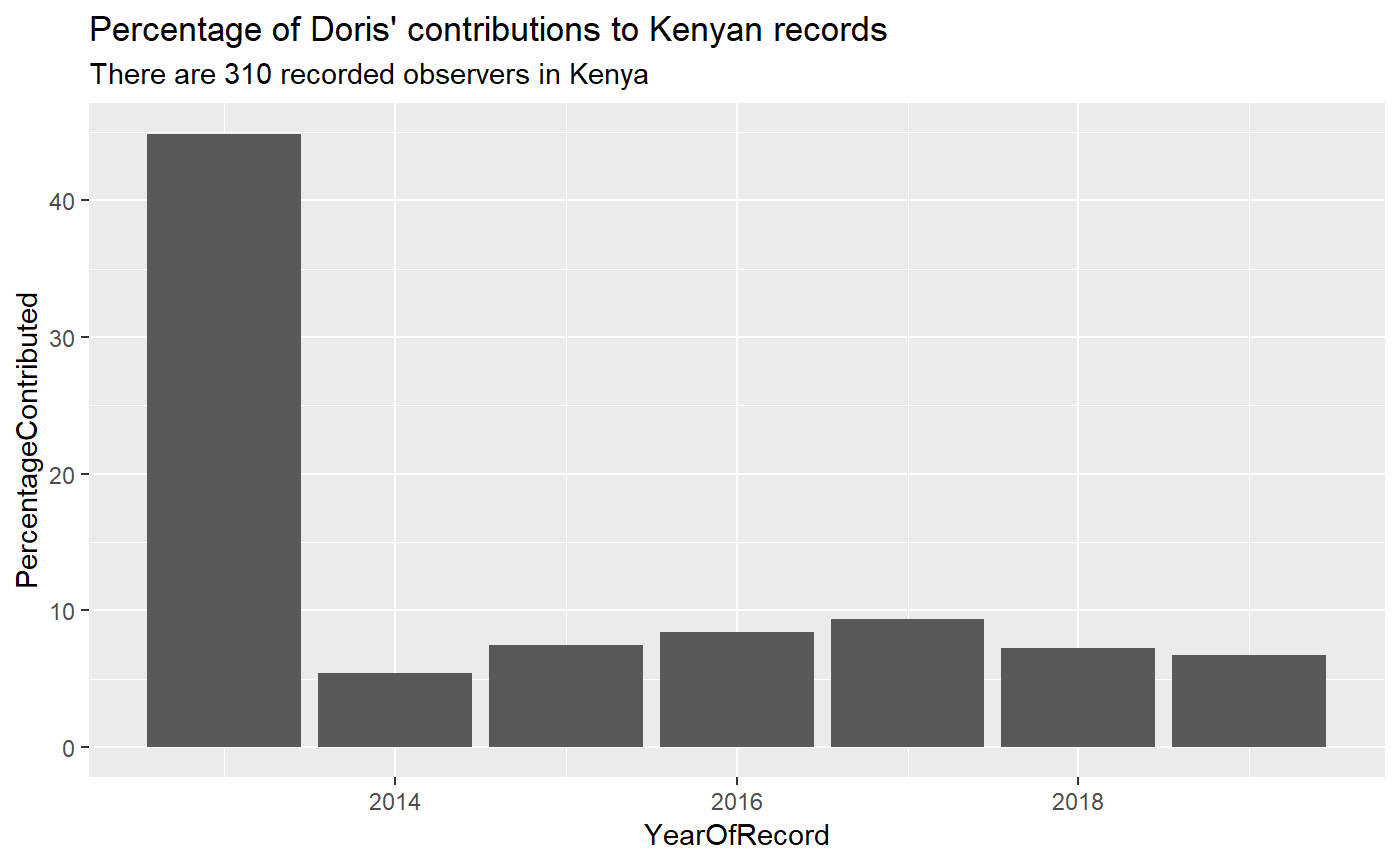 Percentage of Doris' contributions to Kenyan records
There are 310 recorded observers in Kenya
PercentageContributed
40
30
20
10
0
2014 2016 2018
YearOfRecord